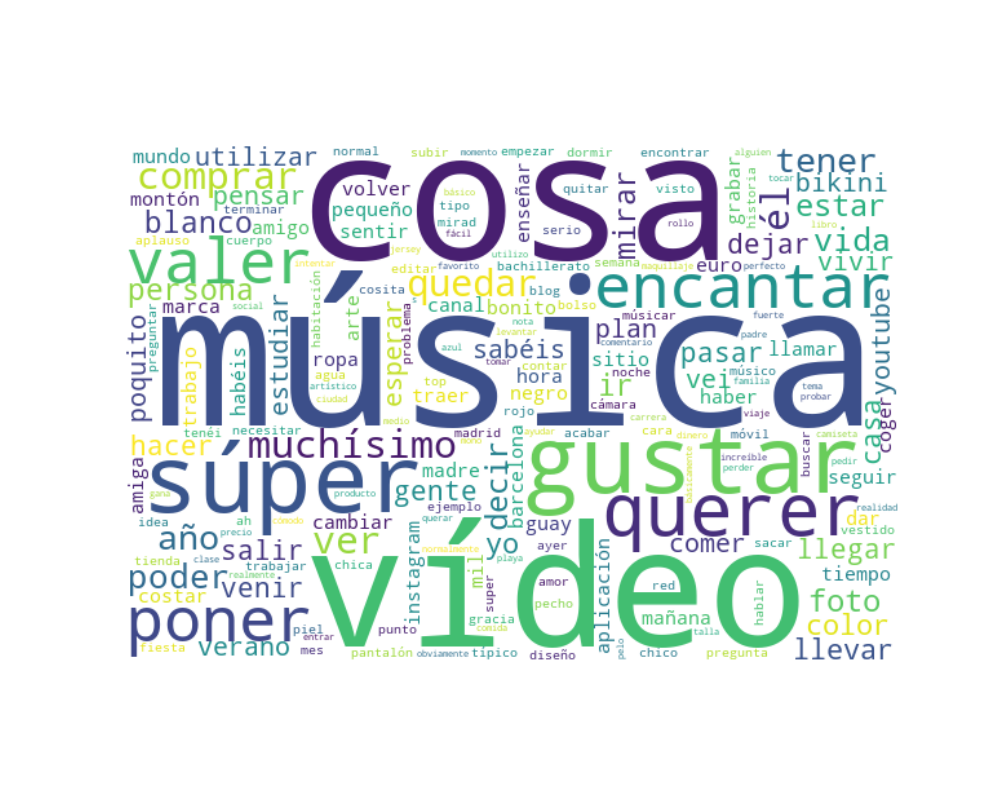 cosa
música
vídeo
súper
gustar
querer
poner
valer
encantar
muchísimo
comprar
quedar
mundo
utilizar
normal
subir
momento
empezar
dormir
encontrar
alguien
tener
montón
pensar
volver
básico
quitar
visto
tocar
bikini
blanco
terminar
amigo
pequeño
tipo
mirad
enseñar
mirar
grabar
historia
él
estar
libro
aplauso
cuerpo
sentir
fácil
serio
rollo
dejar
vida
vivir
persona
intentar
jersey
utilizo
favorito
bachillerato
semana
maquillaje
euro
perfecto
editar
cosita
s
canal
blog
bonito
bolso
marca
social
habitación
arte
esperar
problema
nota
músicar
fuerte
youtube
coger
poquito
preguntar
trabajo
habéis
estudiar
ropa
agua
artístico
ciudad
azul
levantar
tomar
contar
sabéis
comentario
plan
sitio
padre
pasar
llamar
top
traer
hora
negro
ir
noche
cámara
vei
músico
familia
haber
tema
probar
casa
medio
rojo
carrera
viaje
hacer
tenéi
necesitar
madrid
nono
ayudar
acabar
cara
dinero
móvil
camiseta
amiga
gana
madre
gente
decir
barcelona
increíble
perder
básicamente
buscar
pedir
seguir
idea
ah
precio
cómodo
producto
cambiar
ejemplo
querar
guay
dar
realidad
vestido
año
salir
ver
instagram
normalmente
yo
ayer
comer
sacar
llegar
tienda
clase
trabajar
chica
mil
playa
aplicación
poder
realmente
venir
super
amor
red
hablar
tiempo
costar
pecho
mañana
talla
foto
piel
punto
gracia
comida
color
fiesta
verano
entrar
mes
pantalón
obviamente
típico
diseño
pelo
chico
pregunta
llevar